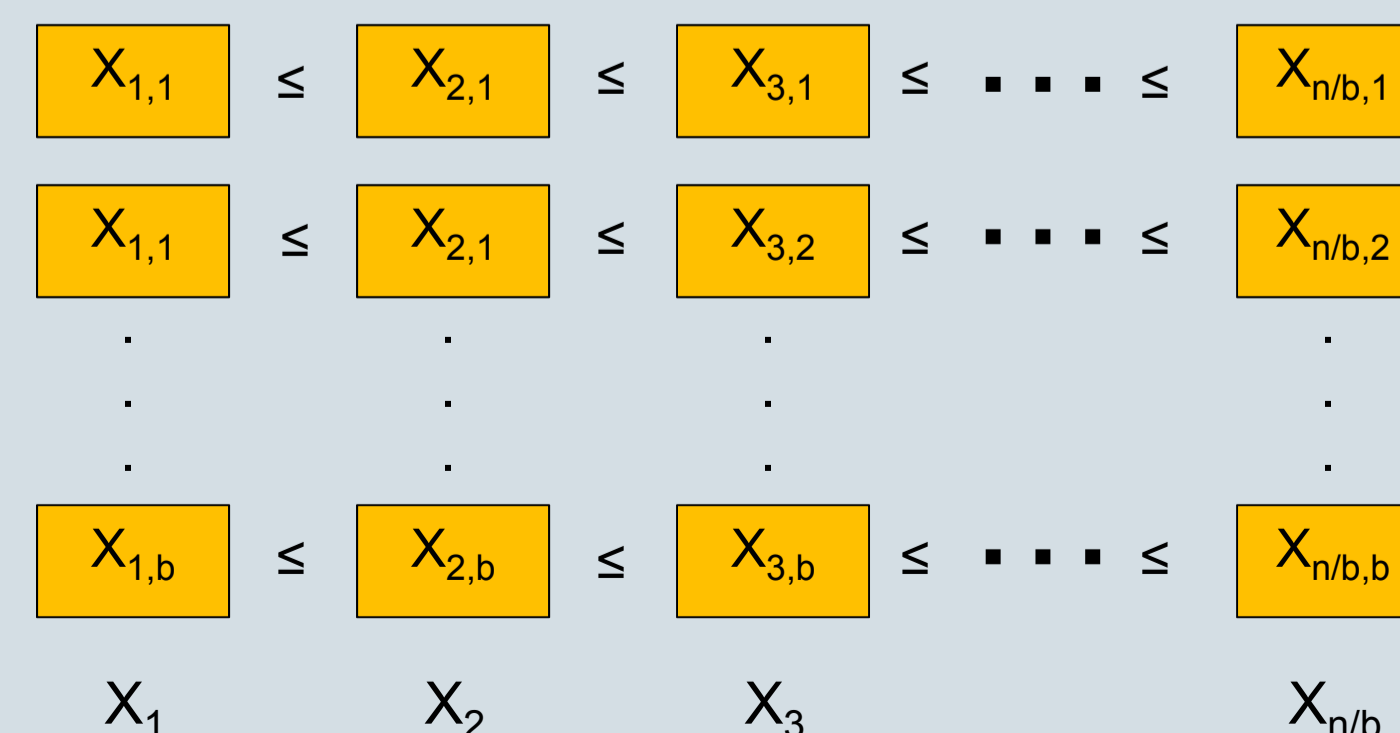 X1,1 ≤ X2,1 ≤ X3,1 ≤ ▪ ▪ ▪ ≤ Xn/b,1
X1,1 ≤ X2,1 ≤ X3,2 ≤ ▪ ▪ ▪ ≤ Xn/b,2
. . . .
. . . .
. . . .
X1,b ≤ X2,b ≤ X3,b ≤ ▪ ▪ ▪ ≤ Xn/b,b
X1 X2 X3 Xn/b